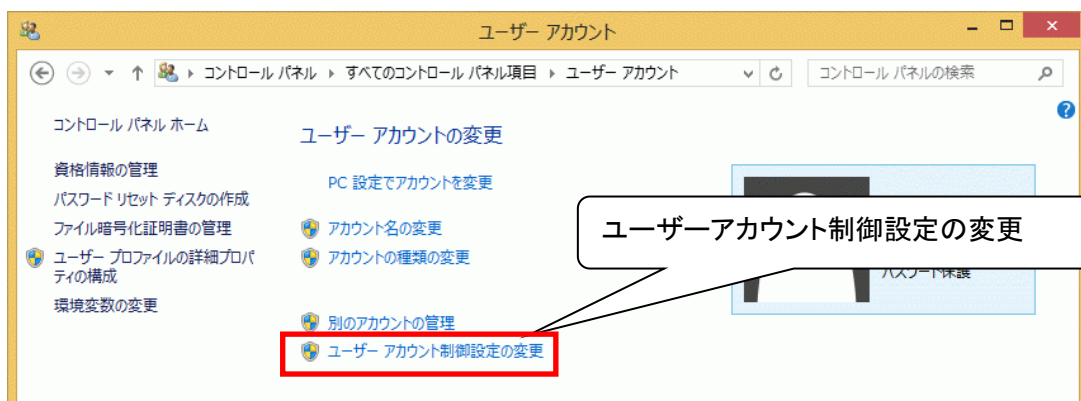 ユーザー アカウント
コントロール パネル ▸ すべてのコントロール パネル項目 ▸ ユーザー アカウント
コントロール パネルの検索
コントロール パネル ホーム
資格情報の管理
パスワード リセット ディスクの作成
ファイル暗号化証明書の管理
ユーザー プロファイルの詳細プロパ
ティの構成
環境変数の変更
ユーザー アカウントの変更
PC 設定でアカウントを変更
アカウント名の変更
アカウントの種類の変更
別のアカウントの管理
ユーザー アカウント制御設定の変更
ユーザーアカウント制御設定の変更
パスワード保護